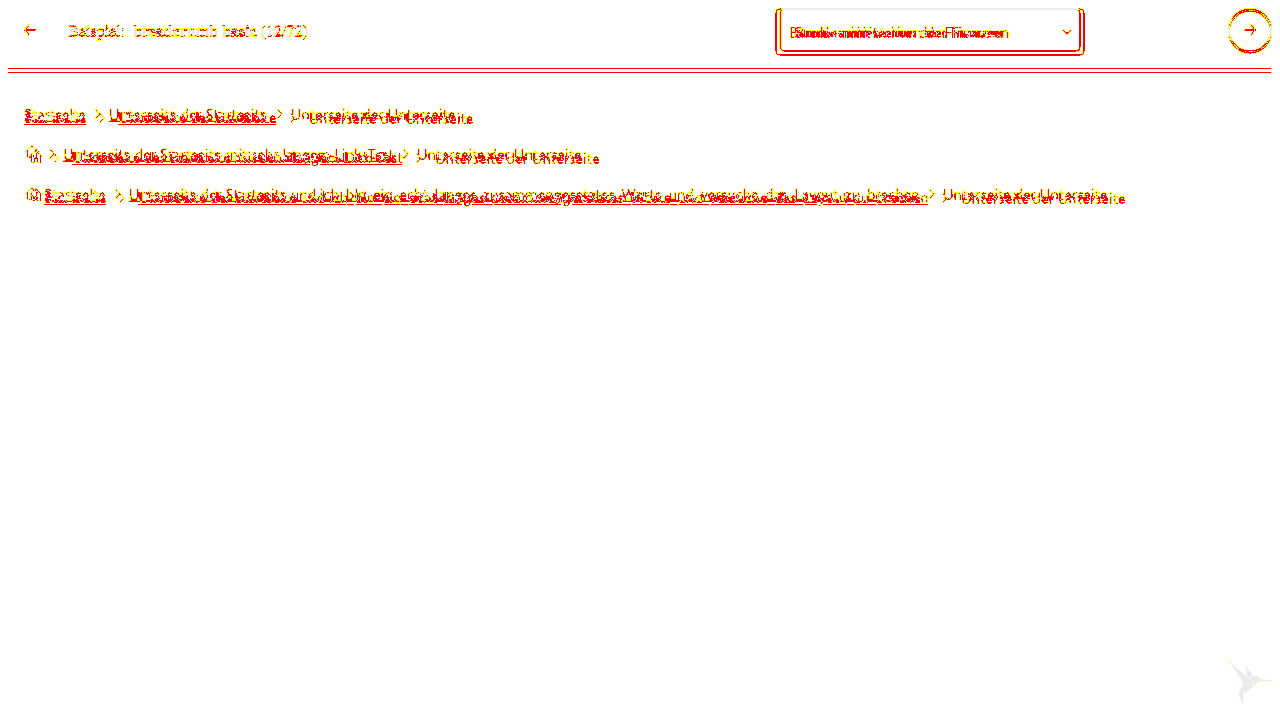 Beispiel: breadcrumb basic (12/72)
Startseite Unterseite der Startseite Unterseite der Unterseite
Unterseite der Startseite mit sehr langem Link-Text Unterseite der Unterseite
Startseite Unterseite der Startseite und ich bin ein echt langes zusammengesetztes Wort und versuche das Layout zu brechen Unterseite der Unterseite